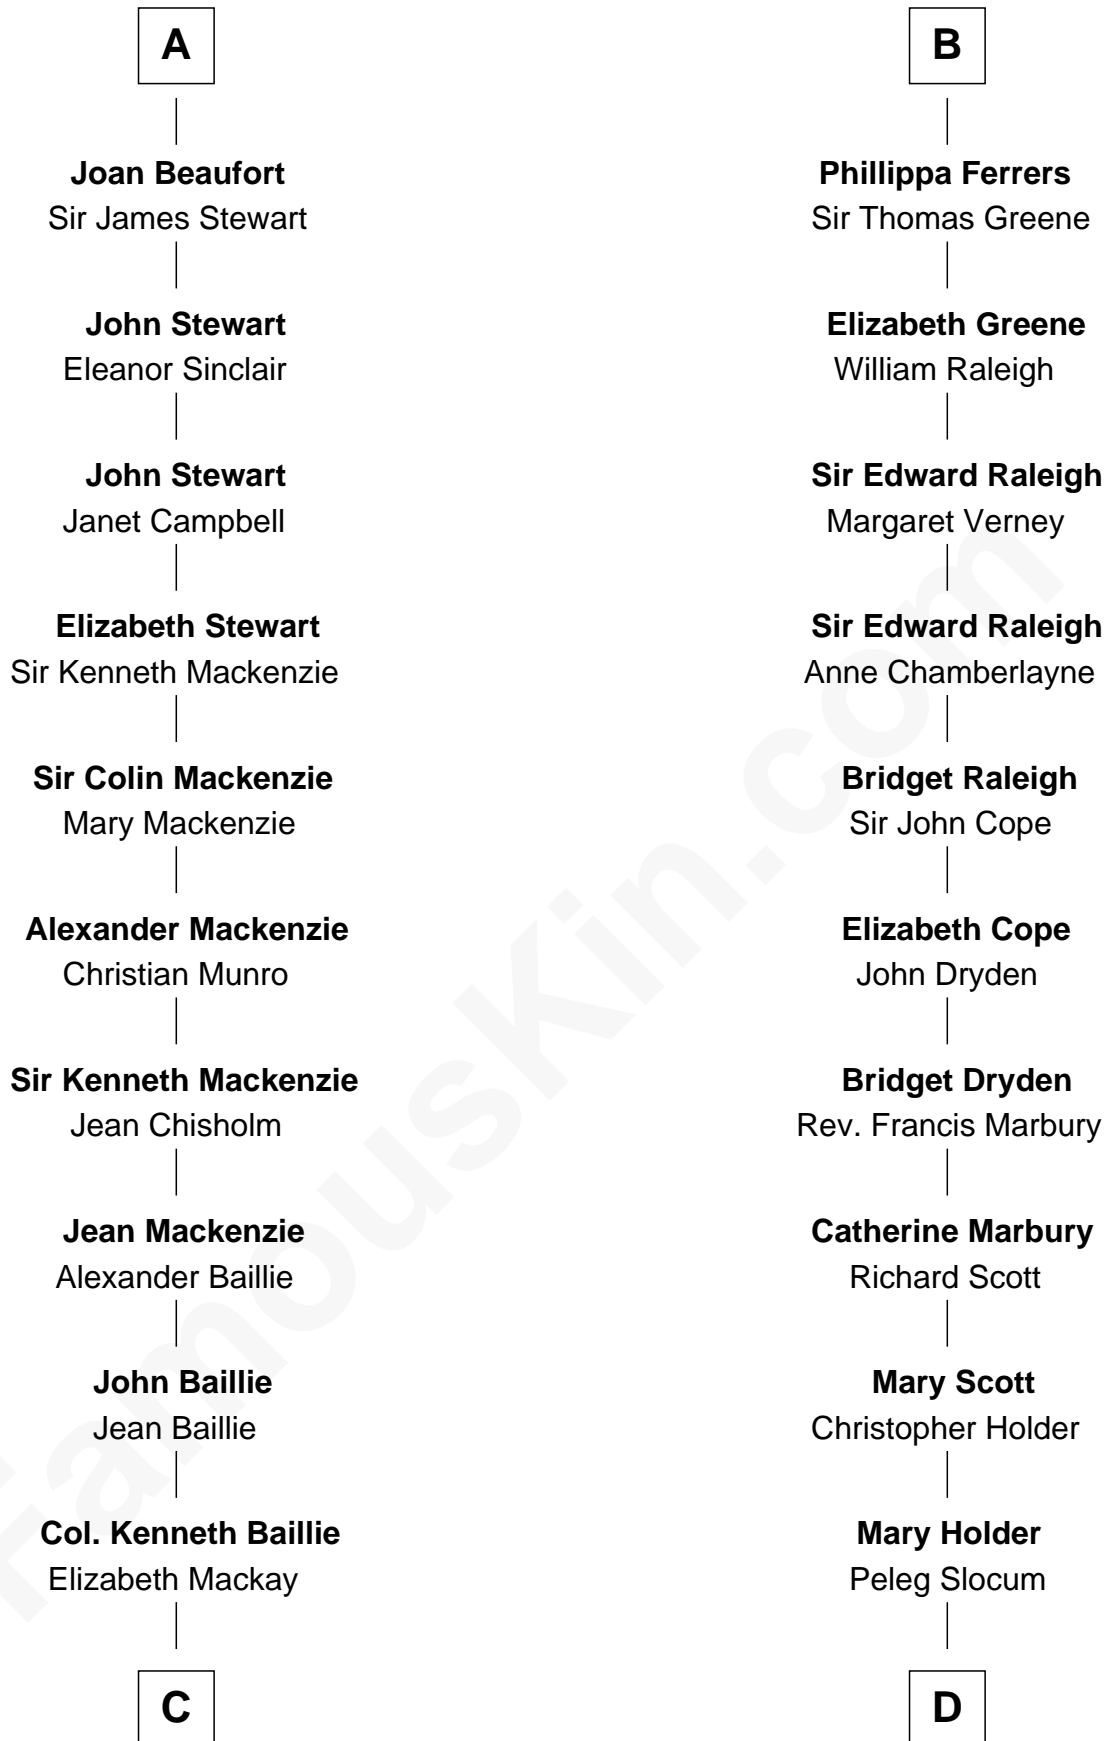 A
Joan Beaufort
Sir James Stewart
John Stewart
Eleanor Sinclair
John Stewart
Janet Campbell
Elizabeth Stewart
Sir Kenneth Mackenzie
Sir Colin Mackenzie
Mary Mackenzie
Alexander Mackenzie
Christian Munro
Sir Kenneth Mackenzie
Jean Chisholm
Jean Mackenzie
Alexander Baillie
John Baillie
Jean Baillie
Col. Kenneth Baillie
Elizabeth Mackay
C
B
Phillippa Ferrers
Sir Thomas Greene
Elizabeth Greene
William Raleigh
Sir Edward Raleigh
Margaret Verney
Sir Edward Raleigh
Anne Chamberlayne
Bridget Raleigh
Sir John Cope
Elizabeth Cope
John Dryden
Bridget Dryden
Rev. Francis Marbury
Catherine Marbury
Richard Scott
Mary Scott
Christopher Holder
Mary Holder
Peleg Slocum
D
FamousKin.com